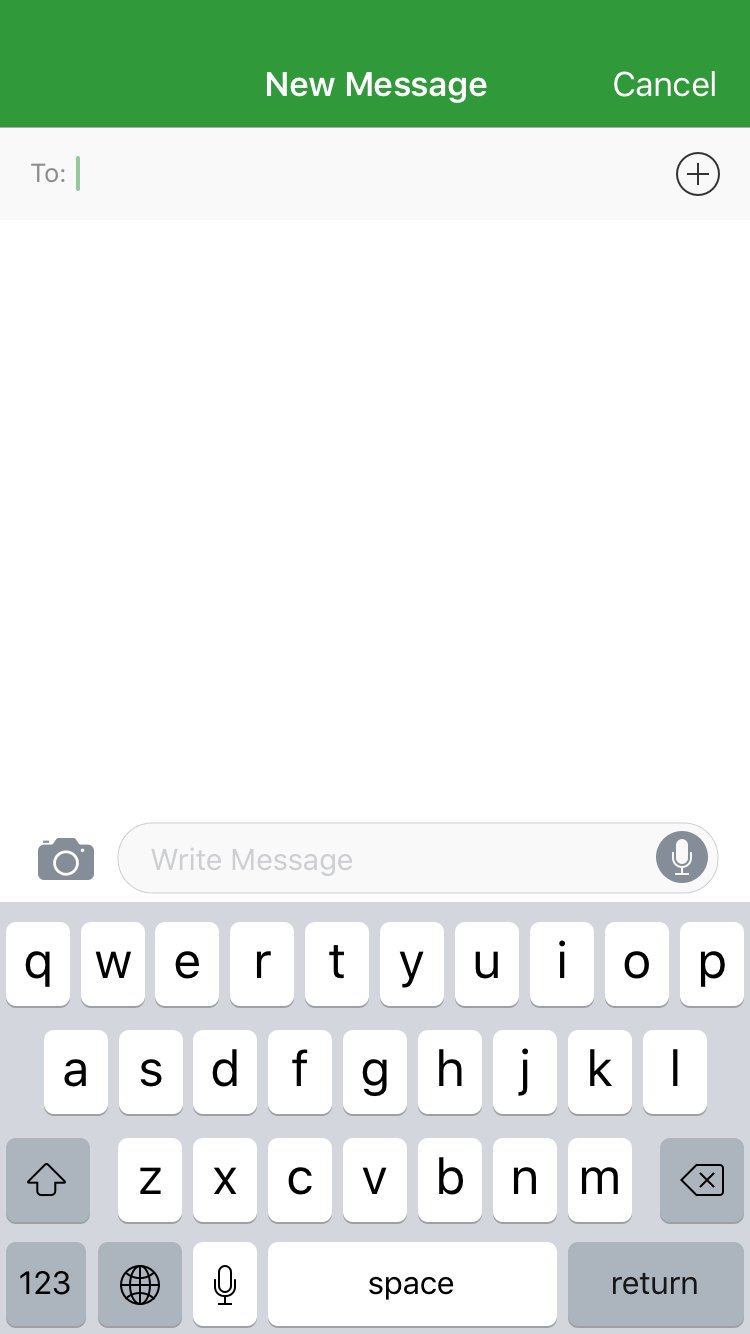 New Message Cancel
To:
Write Message
q w e r t y u i o p
a s d f g h j k l
z x c v b n m
123 space return